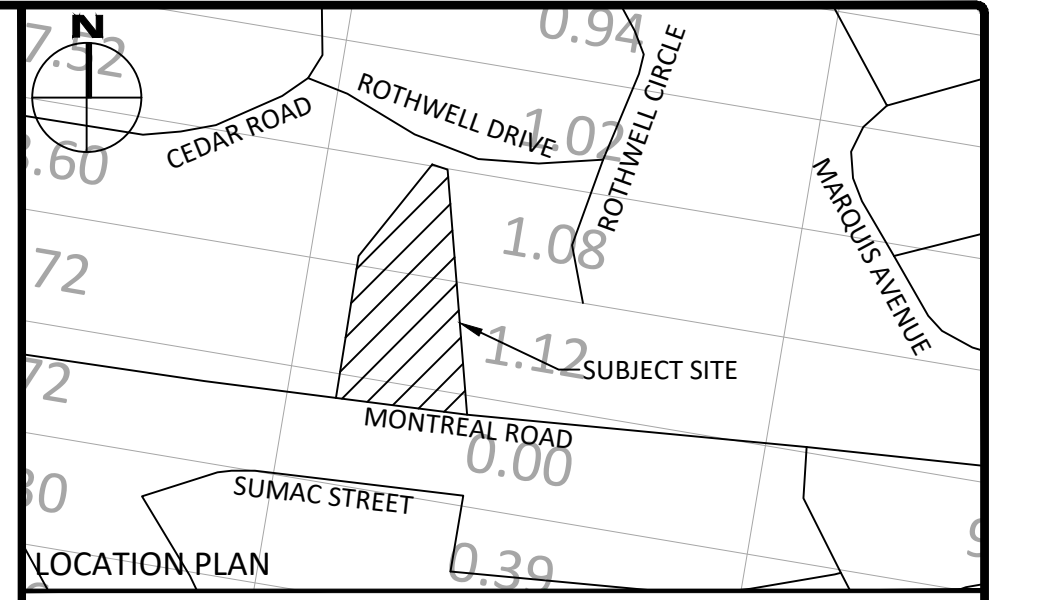 N
0.94
7.52
ROTHWELL CIRCLE
ROTHWELL DRIVE
1.02
CEDAR ROAD
.60
MARQUIS AVENUE
1.08
72
1.12
SUBJECT SITE
72
MONTREAL ROAD
0.00
SUMAC STREET
LOCATION PLAN
0.39